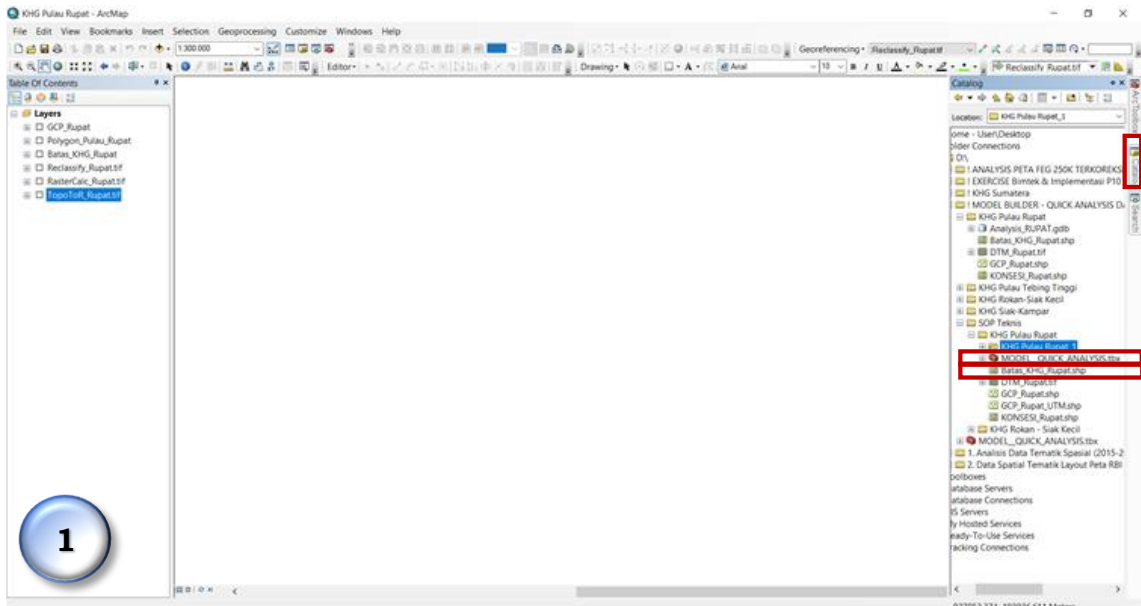 KHG Pulau Rupat - ArcMap
File Edit View Bookmarks Insert Selection Geoprocessing Customize Windows Help
1:300.000
Georeferencing
Reclassify_Rupat.tif
Editor
Drawing
A
Arial
10
B I U A
Reclassify Rupat.tif
Table Of Contents
Layers
GCP_Rupat
Polygon_Pulau_Rupat
Batas_KHG_Rupat
Reclassify_Rupat.tif
RasterCalc_Rupat.tif
TopoToR_Rupat.tif
1
Catalog
Location: KHG Pulau Rupat_1
ome - User\Desktop
older Connections
D:\
! ANALYSIS PETA FEG 250K TERKOREKS
! EXERCISE Bimtek & Implementasi P10
! KHG Sumatera
! MODEL BUILDER - QUICK ANALYSIS D
KHG Pulau Rupat
Analysis_RUPAT.gdb
Batas_KHG_Rupat.shp
DTM_Rupat.tif
GCP_Rupat.shp
KONSESI_Rupat.shp
KHG Pulau Tebing Tinggi
KHG Rokan-Siak Kecil
KHG Siak-Kampar
SOP Teknis
KHG Pulau Rupat
KHG Pulau Rupat_1
MODEL__QUICK_ANALYSIS.tbx
Batas_KHG_Rupat.shp
DTM_Rupat.tif
GCP_Rupat.shp
GCP_Rupat_UTM.shp
KONSESI_Rupat.shp
KHG Rokan - Siak Kecil
MODEL__QUICK_ANALYSIS.tbx
1. Analisis Data Tematik Spasial (2015-2
2. Data Spatial Tematik Layout Peta RBI
oolboxes
atabase Servers
atabase Connections
IS Servers
ly Hosted Services
eady-To-Use Services
racking Connections
ArcToolbox
Catalog
Search